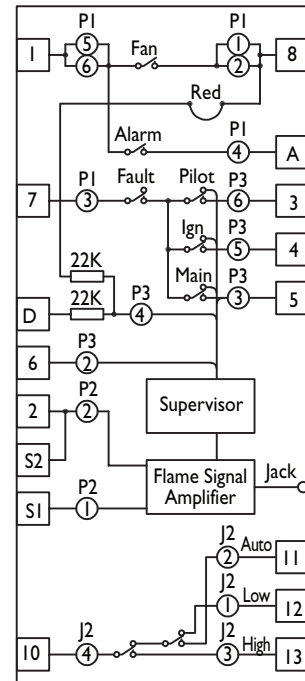 P1 P1
1 5 Fan 1 8
6 2
Red
Alarm P1
4 A
P1 Fault Pilot P3
7 3 6 3
Ign P3
5 4
22K Main P3
3 5
22K P3
D 4
P3
6 2
P2 Supervisor
2 2
S2 Flame Signal Jack
P2 Amplifier
S1 1
J2 Auto
2 11
J2 Low
1 12
J2 J2 High
10 4 3 13